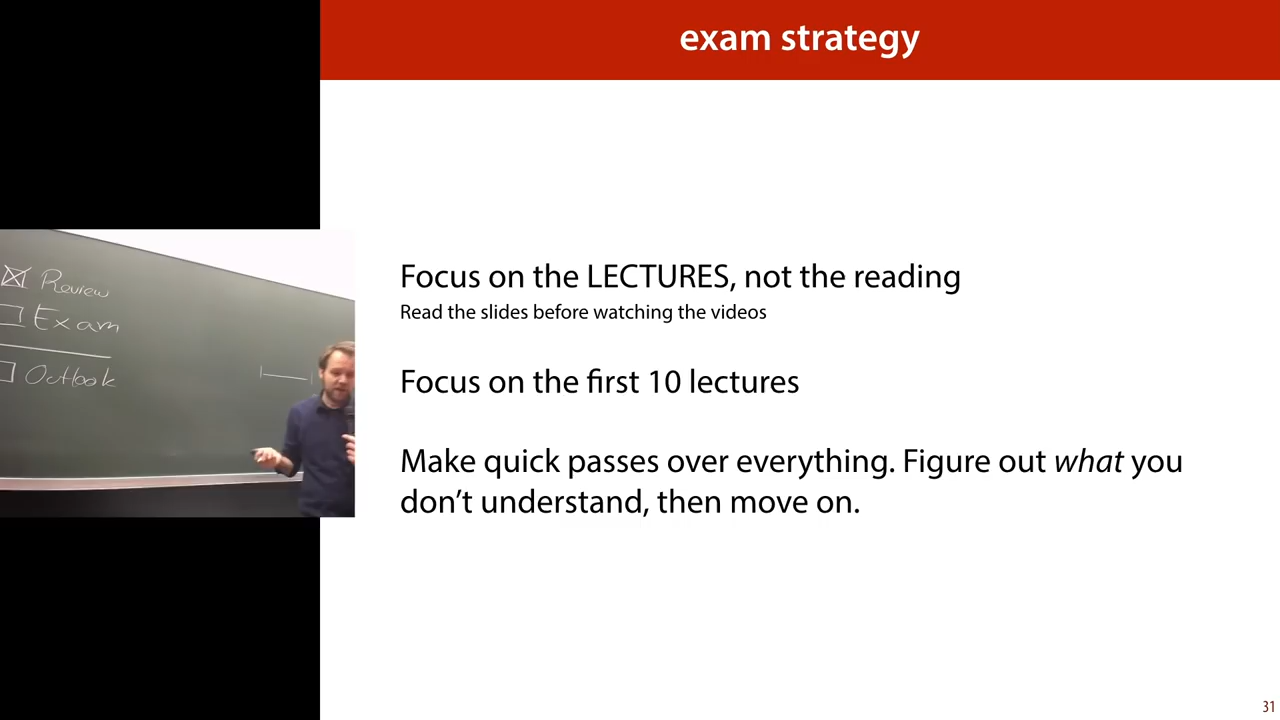 exam strategy
Review
Exam
Outlook
Focus on the LECTURES, not the reading
Read the slides before watching the videos
Focus on the first 10 lectures
Make quick passes over everything. Figure out what you
don't understand, then move on.
31